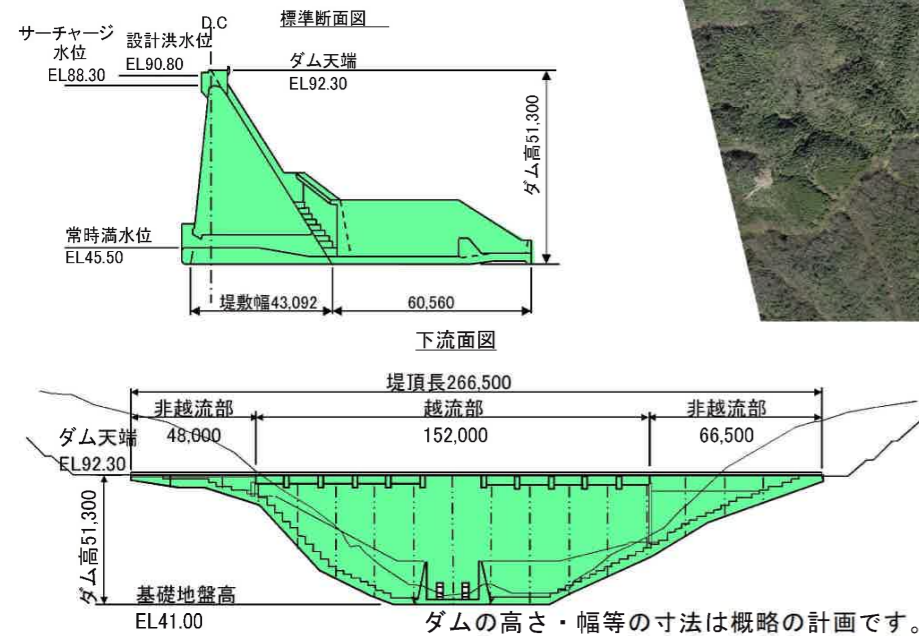 標準断面図
D.C
サーチャージ
水位
EL88.30
設計洪水位
EL90.80
ダム天端
EL92.30
ダム高51,300
常時満水位
EL45.50
堤敷幅43,092
60,560
下流面図
堤頂長266,500
非越流部
越流部
非越流部
48,000
152,000
66,500
ダム天端
EL92.30
ダム高51,300
基礎地盤高
EL41.00
ダムの高さ・幅等の寸法は概略の計画です。